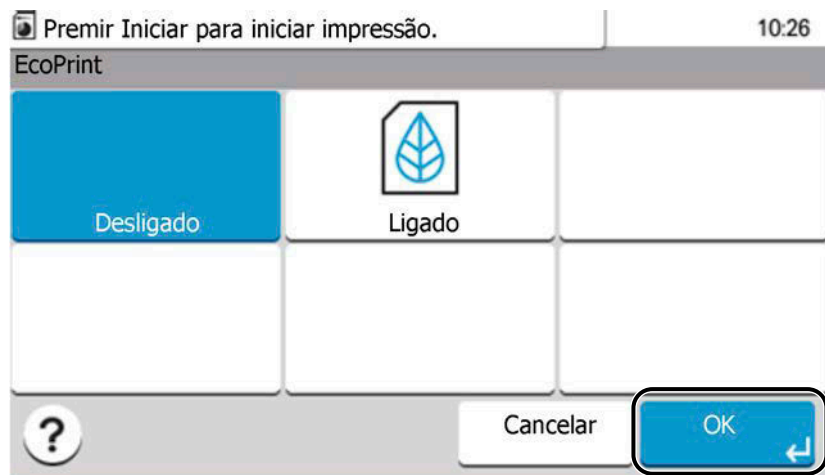 Premir Iniciar para iniciar impressão.
10:26
EcoPrint
Desligado
Ligado
?
Cancelar
OK